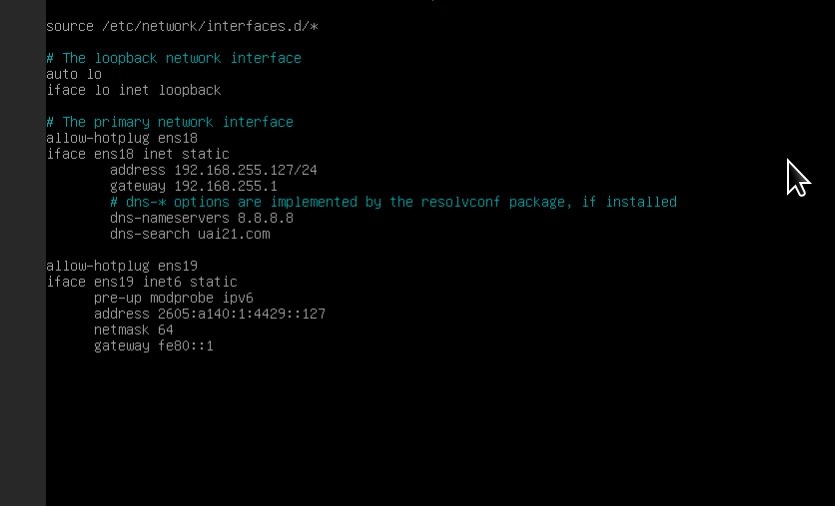 source /etc/network/interfaces.d/*
# The loopback network interface
auto lo
iface lo inet loopback
# The primary network interface
allow-hotplug ens18
iface ens18 inet static
address 192.168.255.127/24
gateway 192.168.255.1
# dns-* options are implemented by the resolvconf package, if installed
dns-nameservers 8.8.8.8
dns-search uai21.com
allow-hotplug ens19
iface ens19 inet6 static
pre-up modprobe ipv6
address 2605:a140:1:4429::127
netmask 64
gateway fe80::1